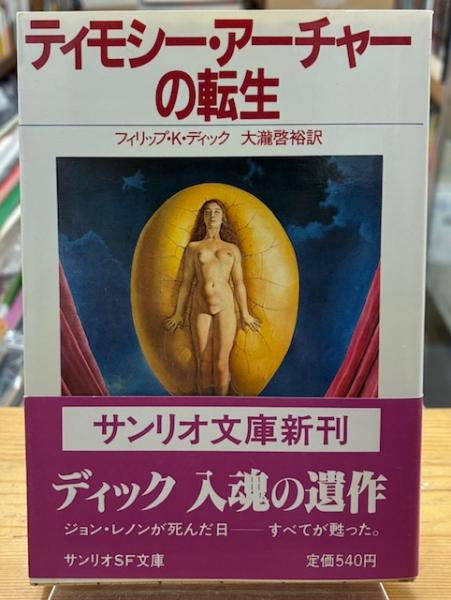 ティモシー・アーチャー
の転生
フィリップ・K・ディック 大瀧啓裕訳
サンリオ文庫新刊
ディック 入魂の遺作
ジョン・レノンが死んだ日――すべてが甦った。
サンリオSF文庫 定価540円